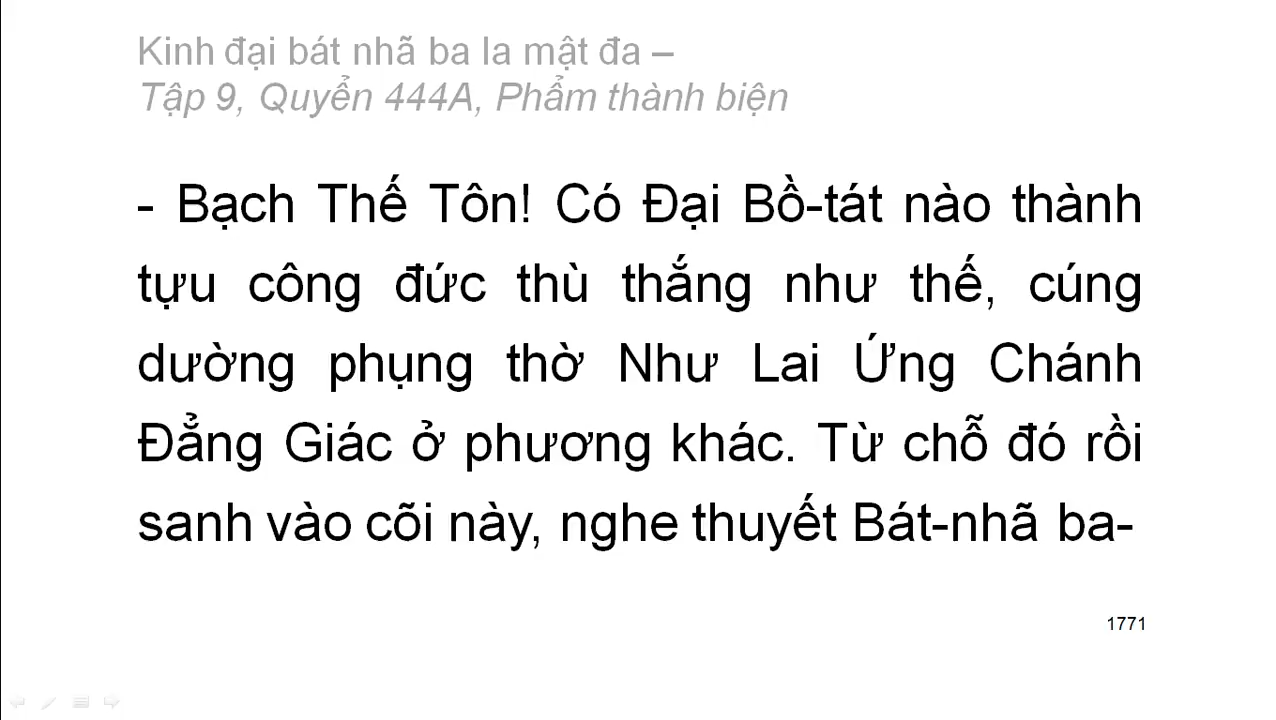 Kinh đại bát nhã ba la mật đa –
Tập 9, Quyển 444A, Phẩm thành biện
- Bạch Thế Tôn! Có Đại Bồ-tát nào thành
tựu công đức thù thắng như thế, cúng
dường phụng thờ Như Lai Ứng Chánh
Đẳng Giác ở phương khác. Từ chỗ đó rồi
sanh vào cõi này, nghe thuyết Bát-nhã ba-
1771